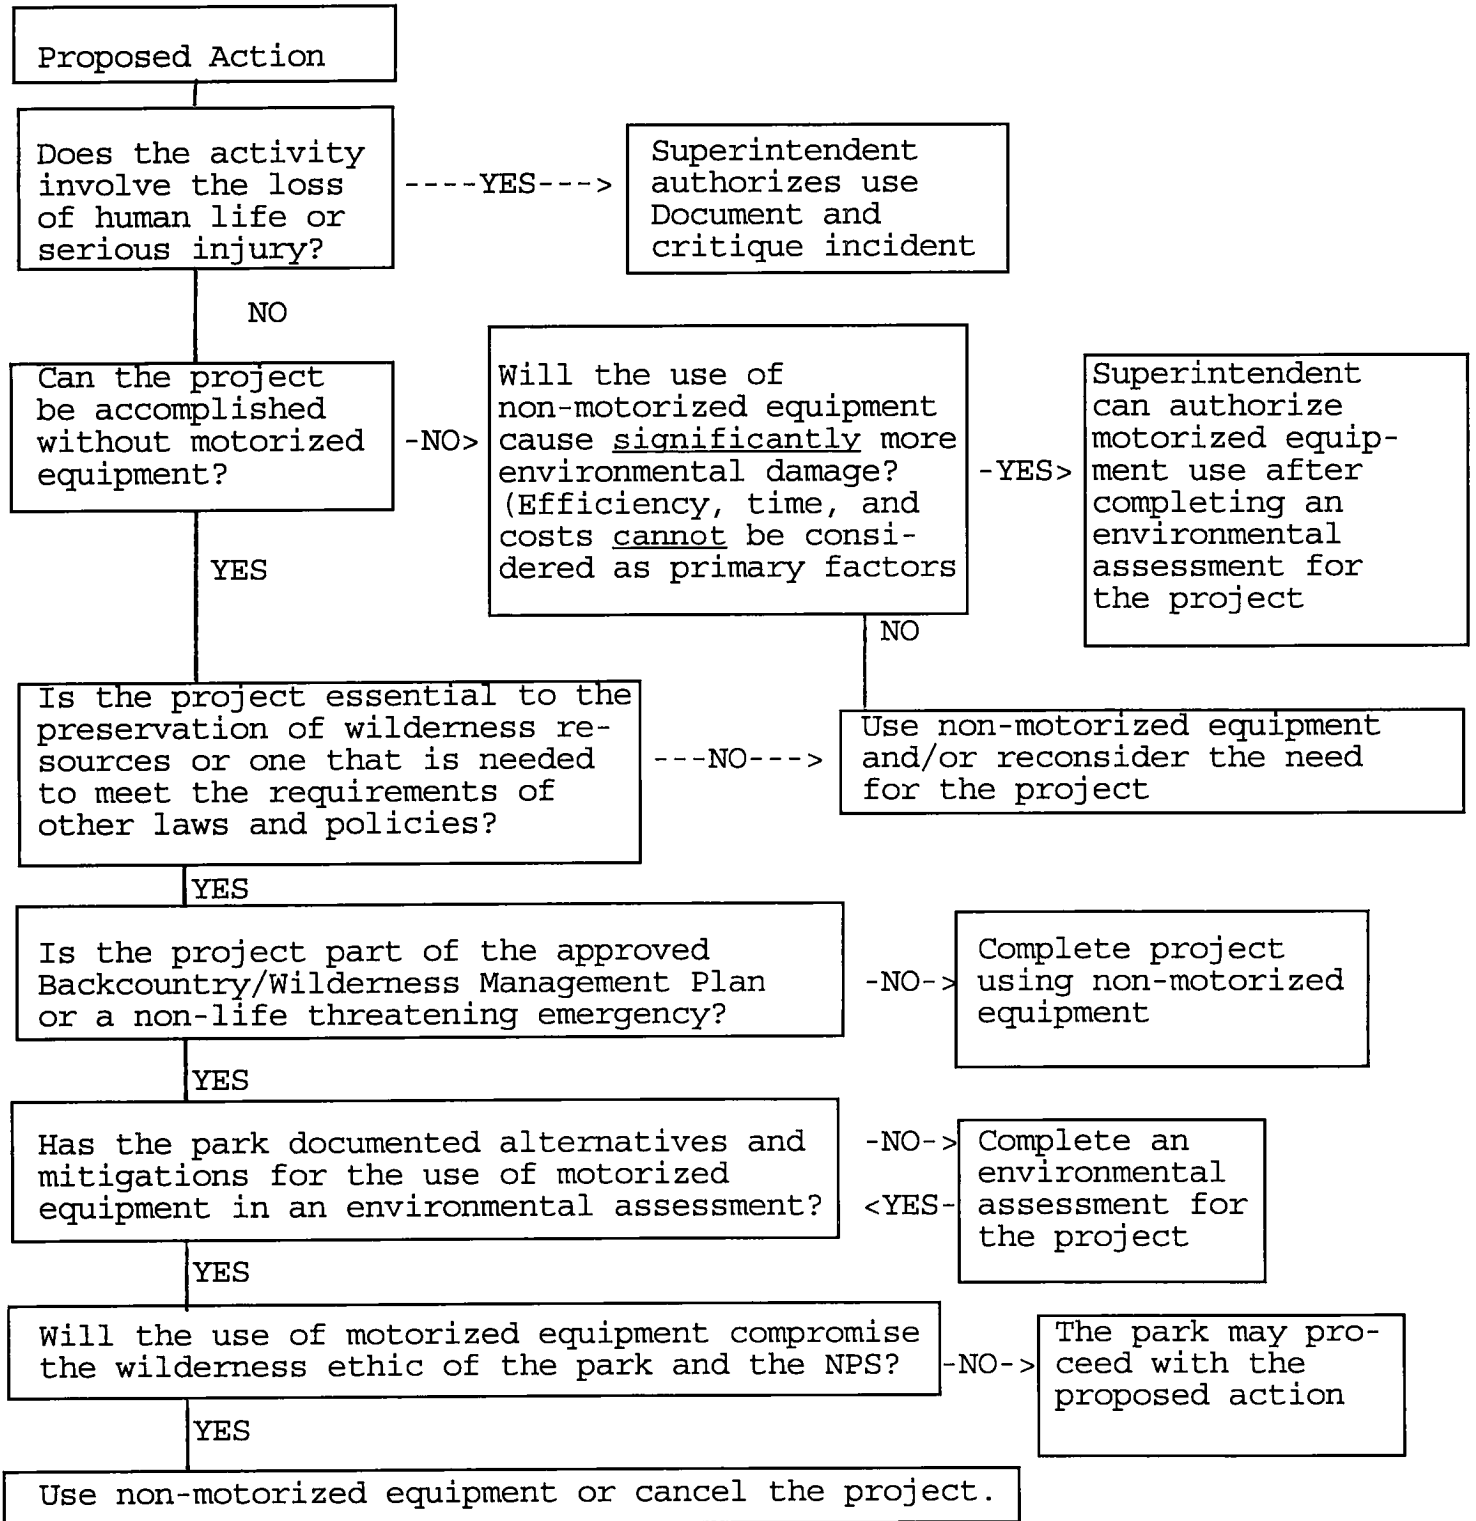 Proposed Action
Does the activity
involve the loss
of human life or
serious injury?
----YES--->
Superintendent
authorizes use
Document and
critique incident
NO
Can the project
be accomplished
without motorized
equipment?
-NO>
Will the use of
non-motorized equipment
cause significantly more
environmental damage?
(Efficiency, time, and
costs cannot be consi-
dered as primary factors
-YES>
Superintendent
can authorize
motorized equip-
ment use after
completing an
environmental
assessment for
the project
YES
NO
Is the project essential to the
preservation of wilderness re-
sources or one that is needed
to meet the requirements of
other laws and policies?
---NO--->
Use non-motorized equipment
and/or reconsider the need
for the project
YES
Is the project part of the approved
Backcountry/Wilderness Management Plan
or a non-life threatening emergency?
-NO->
Complete project
using non-motorized
equipment
YES
Has the park documented alternatives and
mitigations for the use of motorized
equipment in an environmental assessment?
-NO->
<YES-
Complete an
environmental
assessment for
the project
YES
Will the use of motorized equipment compromise
the wilderness ethic of the park and the NPS?
-NO->
The park may pro-
ceed with the
proposed action
YES
Use non-motorized equipment or cancel the project.